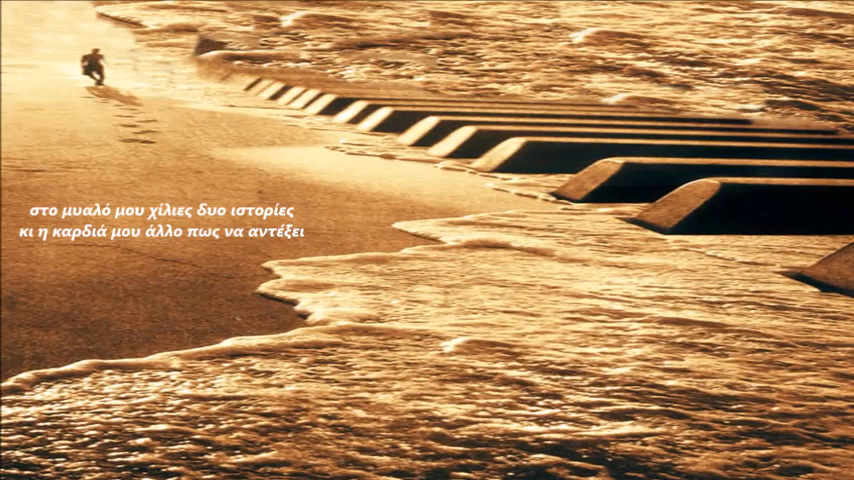 στο μυαλό μου χίλιες δυο ιστορίες
κι η καρδιά μου άλλο πως να αντέξει